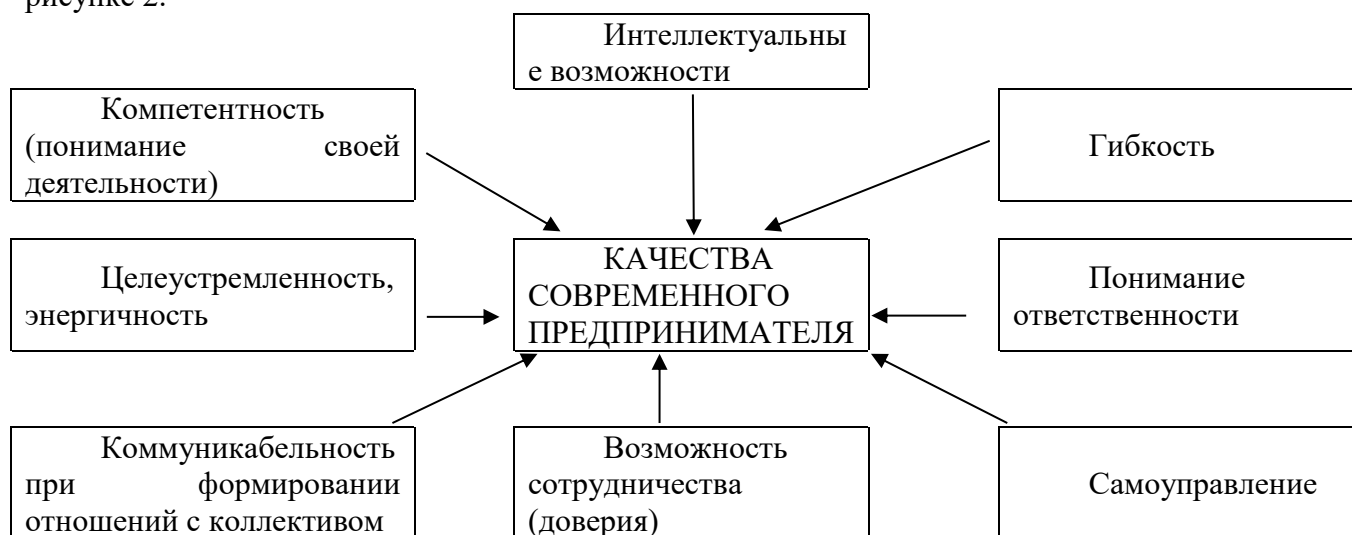 рисунке 2.
Интеллектуальны
е возможности
Компетентность
(понимание своей
деятельности)
Гибкость
Целеустремленность,
энергичность
КАЧЕСТВА
СОВРЕМЕННОГО
ПРЕДПРИНИМАТЕЛЯ
Понимание
ответственности
Коммуникабельность
при формировании
отношений с коллективом
Возможность
сотрудничества
(доверия)
Самоуправление